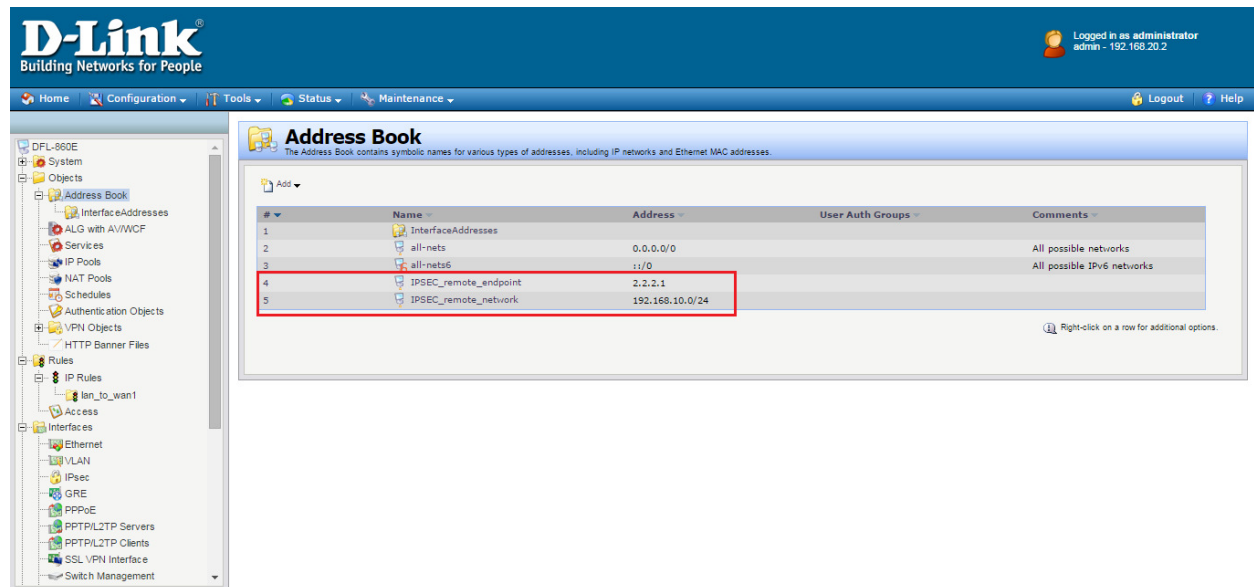 D-Link®
Building Networks for People
Logged in as administrator
admin - 192.168.20.2
Home Configuration Tools Status Maintenance Logout Help
DFL-860E
System
Objects
Address Book
InterfaceAddresses
ALG with AV/WCF
Services
IP Pools
NAT Pools
Schedules
Authentication Objects
VPN Objects
HTTP Banner Files
Rules
IP Rules
lan_to_wan1
Access
Interfaces
Ethernet
VLAN
IPsec
GRE
PPPoE
PPTP/L2TP Servers
PPTP/L2TP Clients
SSL VPN Interface
Switch Management
Address Book
The Address Book contains symbolic names for various types of addresses, including IP networks and Ethernet MAC addresses.
Add
# Name Address User Auth Groups Comments
1 InterfaceAddresses
2 all-nets 0.0.0.0/0 All possible networks
3 all-nets6 ::/0 All possible IPv6 networks
4 IPSEC_remote_endpoint 2.2.2.1
5 IPSEC_remote_network 192.168.10.0/24
Right-click on a row for additional options.